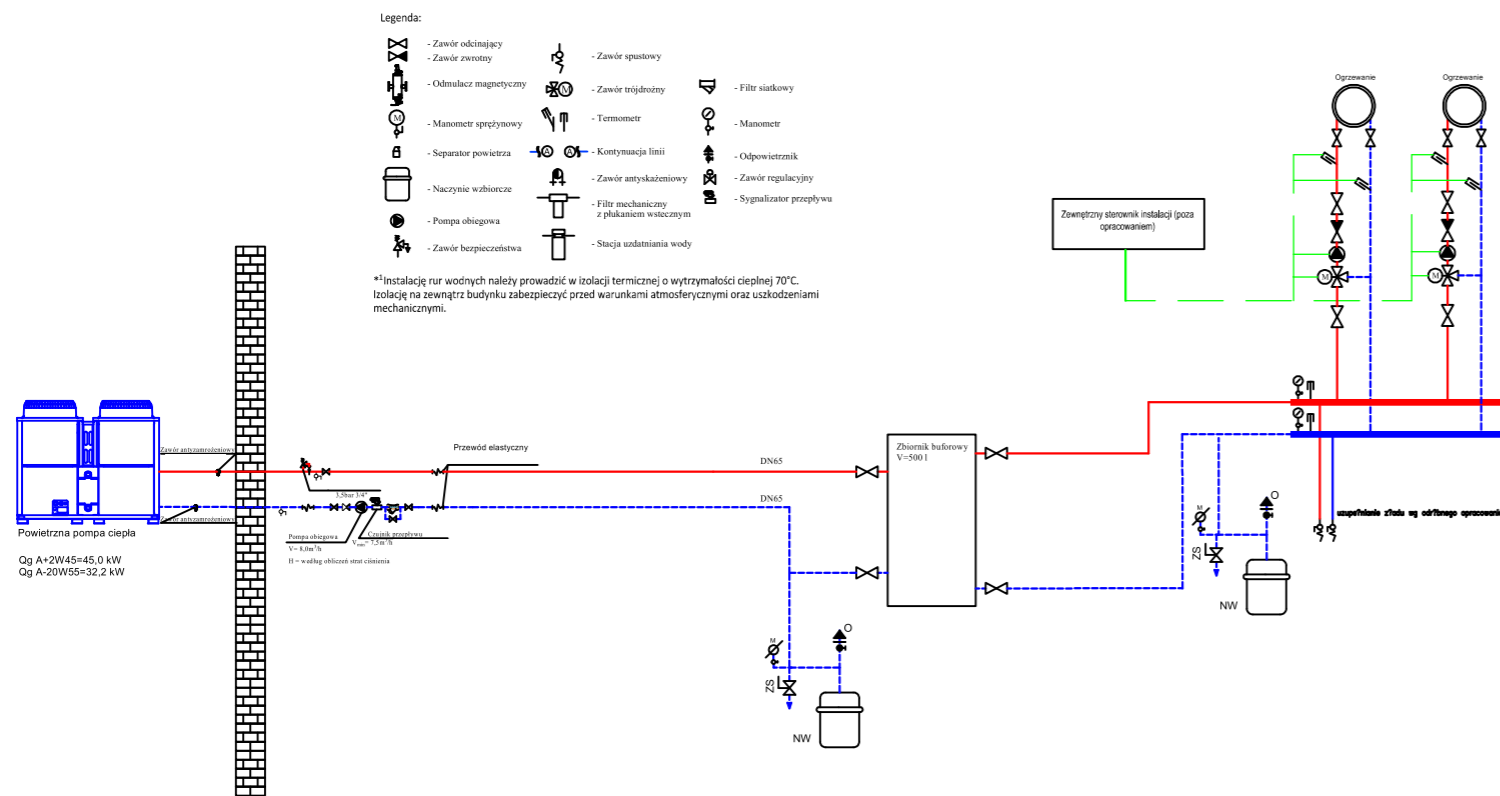 Legenda:
- Zawór odcinający
- Zawór zwrotny
- Odmulacz magnetyczny
M
- Manometr sprężynowy
- Separator powietrza
- Naczynie wzbiorcze
- Pompa obiegowa
- Zawór bezpieczeństwa
- Zawór spustowy
M
- Zawór trójdrożny
- Termometr
A
A
- Kontynuacja linii
- Zawór antyskażeniowy
- Filtr mechaniczny
z płukaniem wstecznym
- Stacja uzdatniania wody
- Filtr siatkowy
- Manometr
- Odpowietrznik
- Zawór regulacyjny
- Sygnalizator przepływu
*1Instalację rur wodnych należy prowadzić w izolacji termicznej o wytrzymałości cieplnej 70°C.
Izolację na zewnątrz budynku zabezpieczyć przed warunkami atmosferycznymi oraz uszkodzeniami
mechanicznymi.
Ogrzewanie
Ogrzewanie
Zewnętrzny sterownik instalacji (poza
opracowaniem)
M
M
Zawór antyzamrożeniowy
Zawór antyzamrożeniowy
Powietrzna pompa ciepła
Qg A+2W45=45,0 kW
Qg A-20W55=32,2 kW
3,5bar 3/4"
Przewód elastyczny
Pompa obiegowa
V= 8,0m³/h
H = według obliczeń strat ciśnienia
Czujnik przepływu
Vmin= 7,5m³/h
DN65
DN65
Zbiornik buforowy
V=500 l
M
O
ZS
NW
M
O
ZS
NW